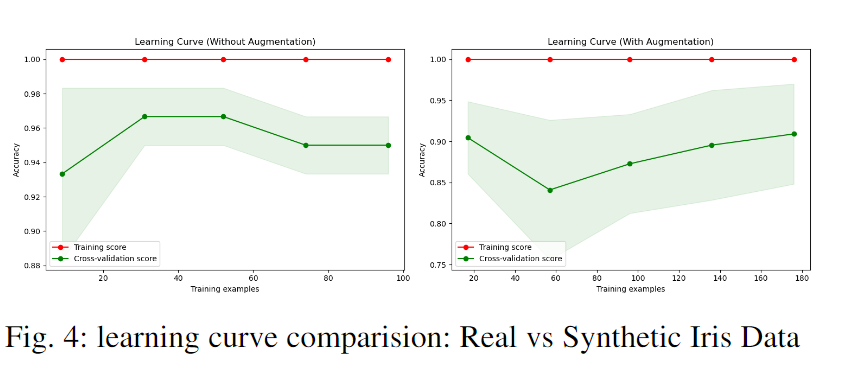 Learning Curve (Without Augmentation)
1.00
0.98
0.96
0.94
0.92
0.90
0.88
Accuracy
Training score
Cross-validation score
20
40
60
80
100
Training examples
Learning Curve (With Augmentation)
1.00
0.95
0.90
0.85
0.80
0.75
Accuracy
Training score
Cross-validation score
20
40
60
80
100
120
140
160
180
Training examples
Fig. 4: learning curve comparision: Real vs Synthetic Iris Data